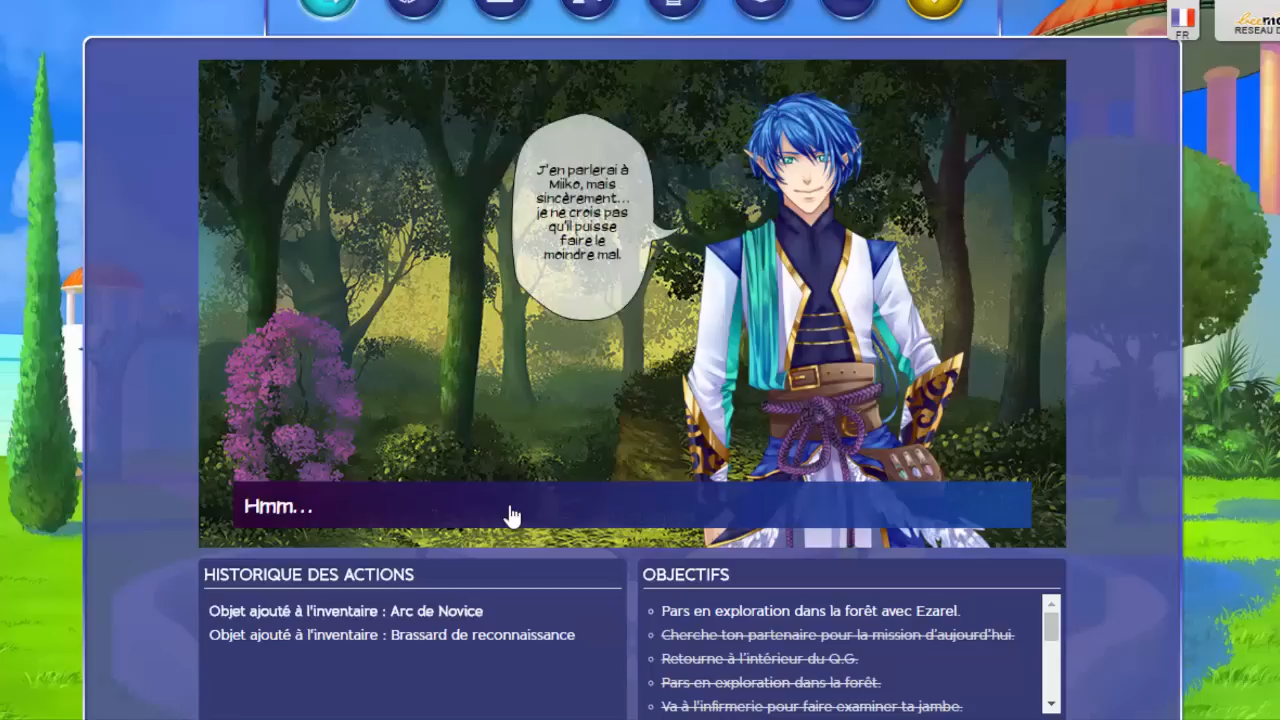 FR
RESEAU D
J'en parlerai à
Miiko, mais
sincèrement...
je ne crois pas
qu'il puisse
faire le
moindre mal.
Hmm...
HISTORIQUE DES ACTIONS
Objet ajouté à l'inventaire : Arc de Novice
Objet ajouté à l'inventaire : Brassard de reconnaissance
OBJECTIFS
Pars en exploration dans la forêt avec Ezarel.
Cherche ton partenaire pour la mission d'aujourd'hui.
Retourne à l'intérieur du Q.G.
Pars en exploration dans la forêt.
Va à l'infirmerie pour faire examiner ta jambe.